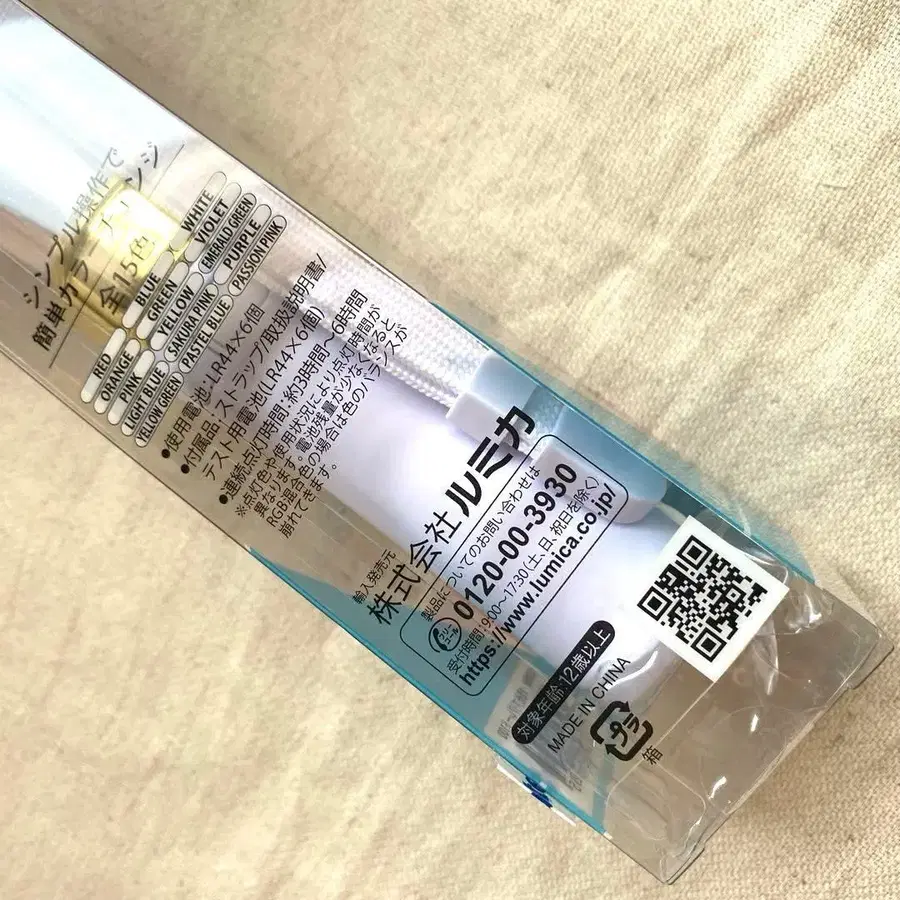 シンプル操作で
簡単カラーチェンジ
全15色
RED BLUE WHITE
ORANGE GREEN VIOLET
PINK YELLOW EMERALD GREEN
LIGHT BLUE SAKURA PINK PURPLE
YELLOW GREEN PASTEL BLUE PASSION PINK
●使用電池：LR44×6個
●付属品：ストラップ/取扱説明書/
テスト用電池(LR44×6個)
●連続点灯時間：約3時間〜6時間
※点灯色や使用状況により点灯時間が
異なります。電池残量が少なくなると
RGB混合色の場合は色のバランスが
崩れてきます。
輸入発売元
株式会社ルミカ
製品についてのお問い合わせは
フリーコール 0120-00-3930
受付時間：9:00〜17:30(土、日、祝日を除く)
https://www.lumica.co.jp/
対象年齢：12歳以上
MADE IN CHINA
プラ
箱